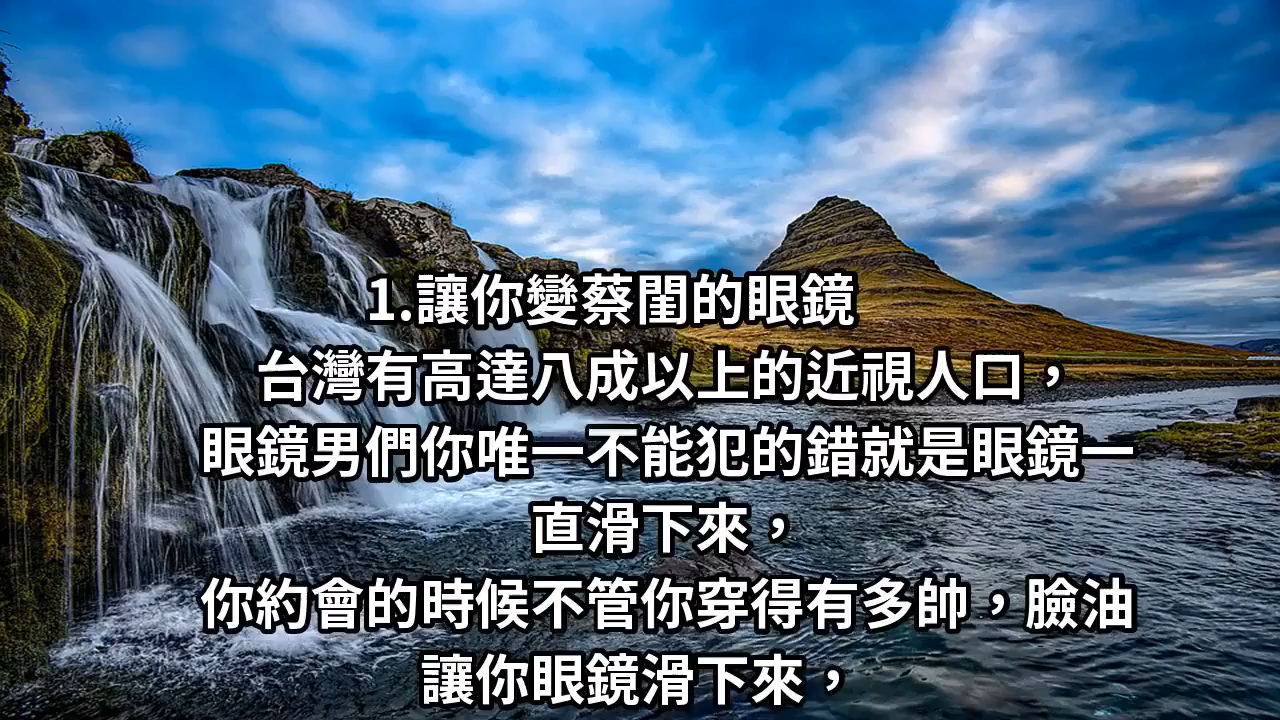 1.讓你變蔡閨的眼鏡
台灣有高達八成以上的近視人口，
眼鏡男們你唯一不能犯的錯就是眼鏡一
直滑下來，
你約會的時候不管你穿得有多帥，臉油
讓你眼鏡滑下來，